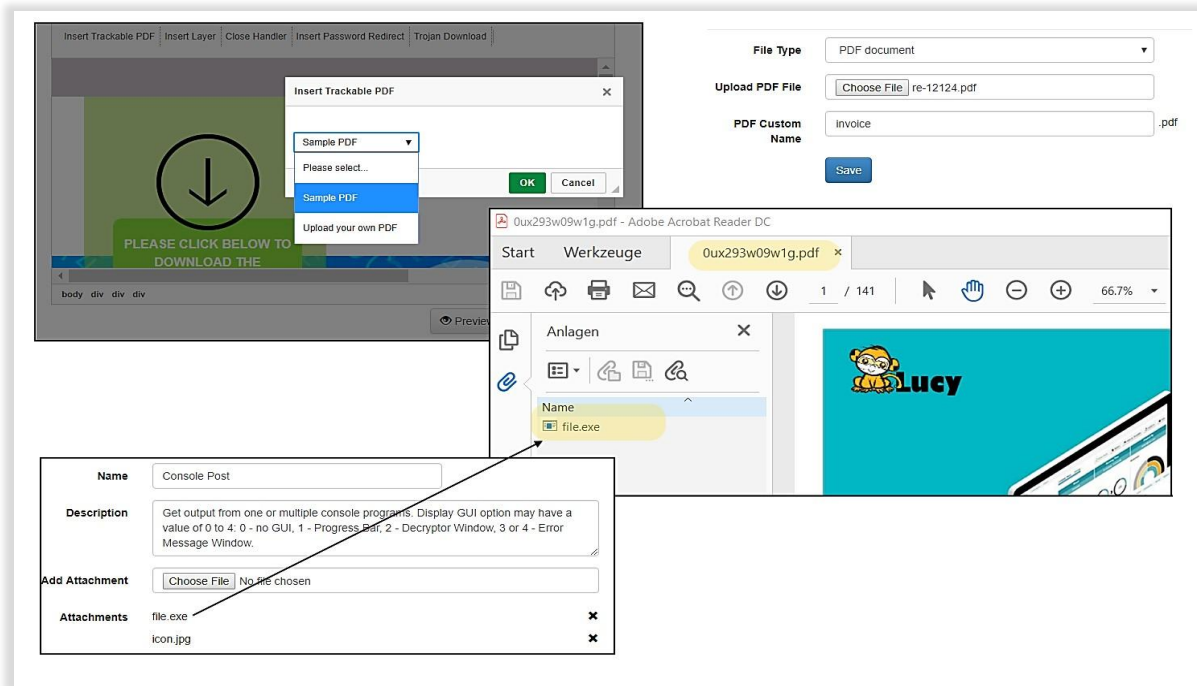 Insert Trackable PDF Insert Layer Close Handler Insert Password Redirect Trojan Download
Insert Trackable PDF
Sample PDF
Please select...
Sample PDF
Upload your own PDF
OK Cancel
PLEASE CLICK BELOW TO
DOWNLOAD THE
body div div div
Preview
File Type PDF document
Upload PDF File Choose File re-12124.pdf
PDF Custom Name invoice .pdf
Save
0ux293w09w1g.pdf - Adobe Acrobat Reader DC
Start Werkzeuge 0ux293w09w1g.pdf ×
1 / 141 66.7%
Anlagen
Name
file.exe
Lucy
Name Console Post
Description Get output from one or multiple console programs. Display GUI option may have a
value of 0 to 4: 0 - no GUI, 1 - Progress Bar, 2 - Decryptor Window, 3 or 4 - Error
Message Window.
Add Attachment Choose File No file chosen
Attachments file.exe
icon.jpg